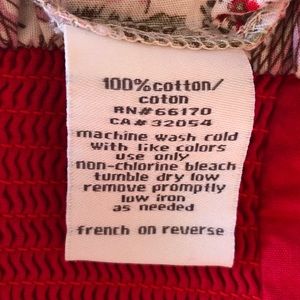 100%cotton/
coton
RN#66170
CA#32054
machine wash cold
with like colors
use only
non-chlorine bleach
tumble dry low
remove promptly
low iron
as needed
french on reverse